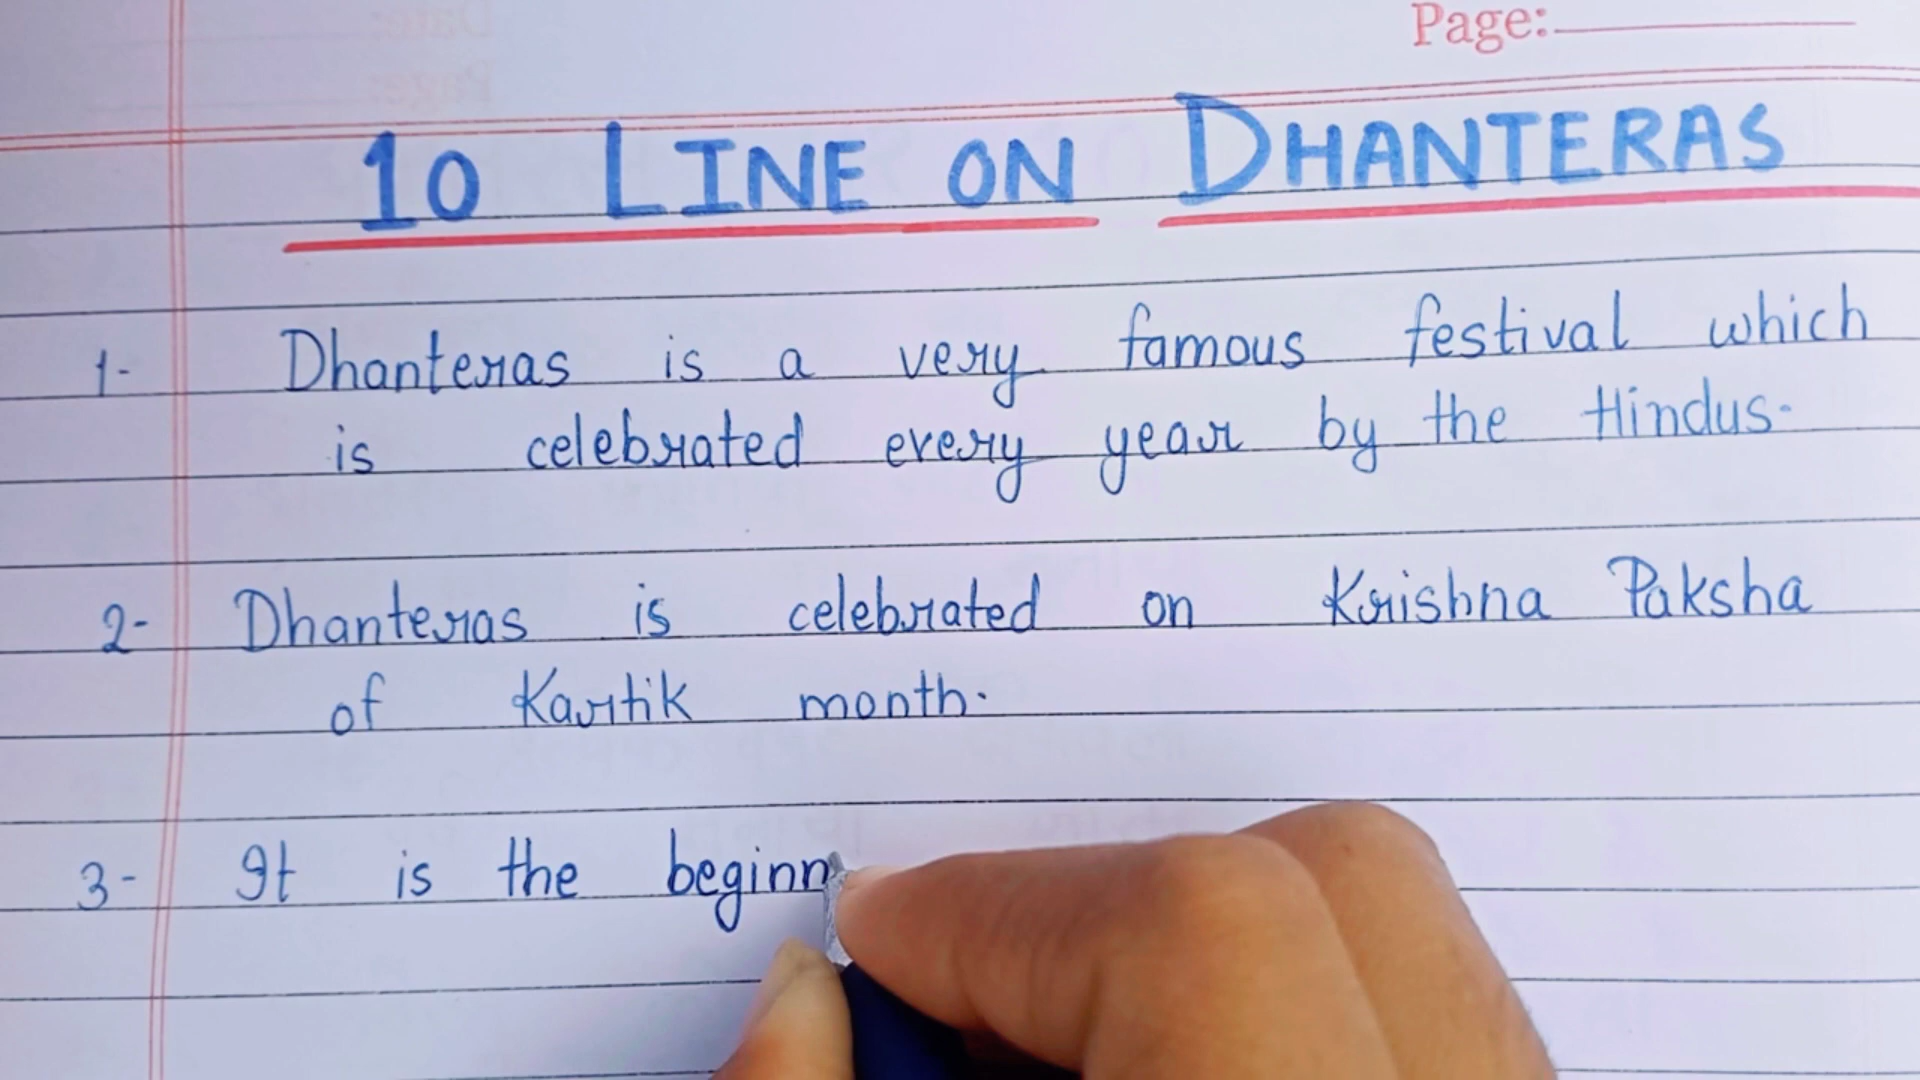 Page:
10 LINE ON DHANTERAS
1- Dhanteras is a very famous festival which
is celebrated every year by the Hindus.
2- Dhanteras is celebrated on Krishna Paksha
of Kartik month.
3- It is the beginn